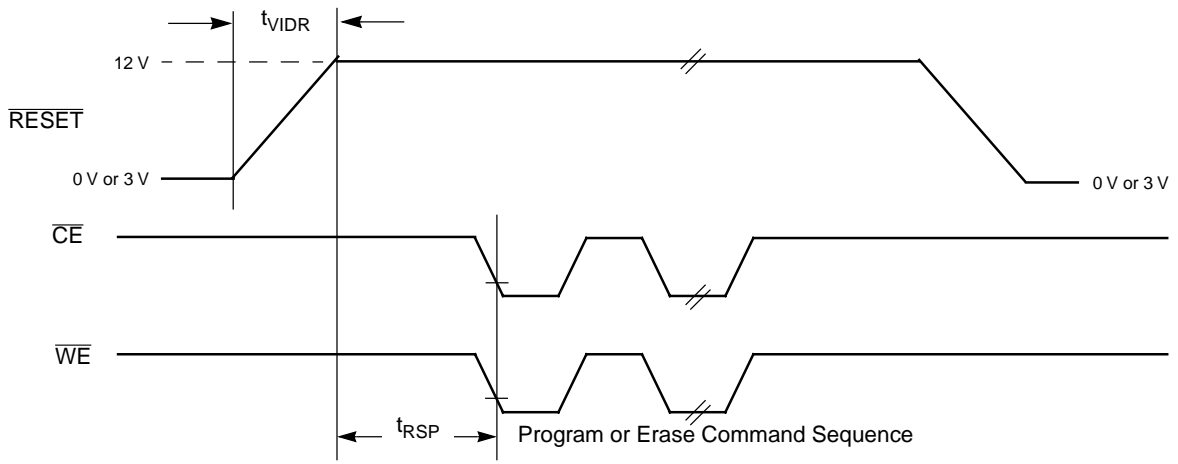 tVIDR
12 V
RESET
0 V or 3 V
0 V or 3 V
CE
WE
tRSP
Program or Erase Command Sequence